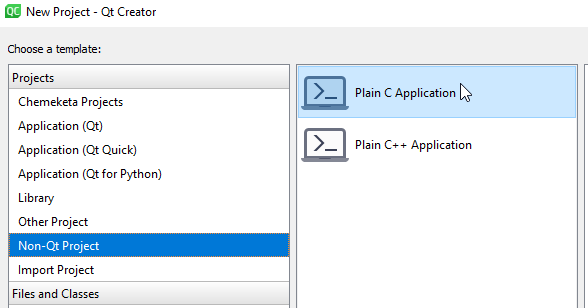 QC New Project - Qt Creator
Choose a template:
Projects
Chemeketa Projects
Application (Qt)
Application (Qt Quick)
Application (Qt for Python)
Library
Other Project
Non-Qt Project
Import Project
Files and Classes
Plain C Application
Plain C++ Application